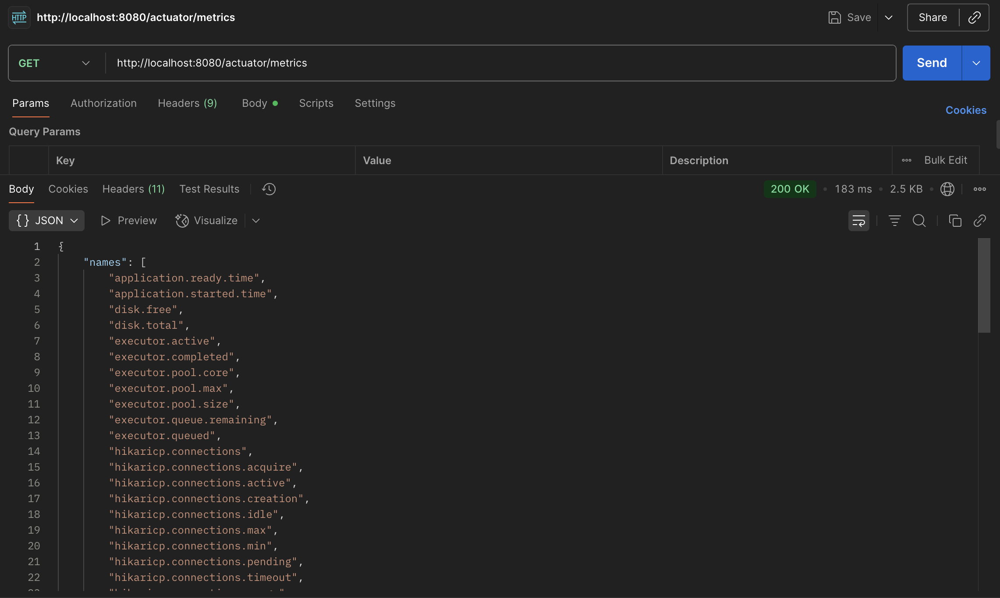 HTTP http://localhost:8080/actuator/metrics Save Share
GET http://localhost:8080/actuator/metrics Send
Params Authorization Headers (9) Body Scripts Settings
Cookies
Query Params
Key Value Description Bulk Edit
Body Cookies Headers (11) Test Results 200 OK • 183 ms • 2.5 KB •
{} JSON Preview Visualize
1 {
2 "names": [
3 "application.ready.time",
4 "application.started.time",
5 "disk.free",
6 "disk.total",
7 "executor.active",
8 "executor.completed",
9 "executor.pool.core",
10 "executor.pool.max",
11 "executor.pool.size",
12 "executor.queue.remaining",
13 "executor.queued",
14 "hikaricp.connections",
15 "hikaricp.connections.acquire",
16 "hikaricp.connections.active",
17 "hikaricp.connections.creation",
18 "hikaricp.connections.idle",
19 "hikaricp.connections.max",
20 "hikaricp.connections.min",
21 "hikaricp.connections.pending",
22 "hikaricp.connections.timeout",